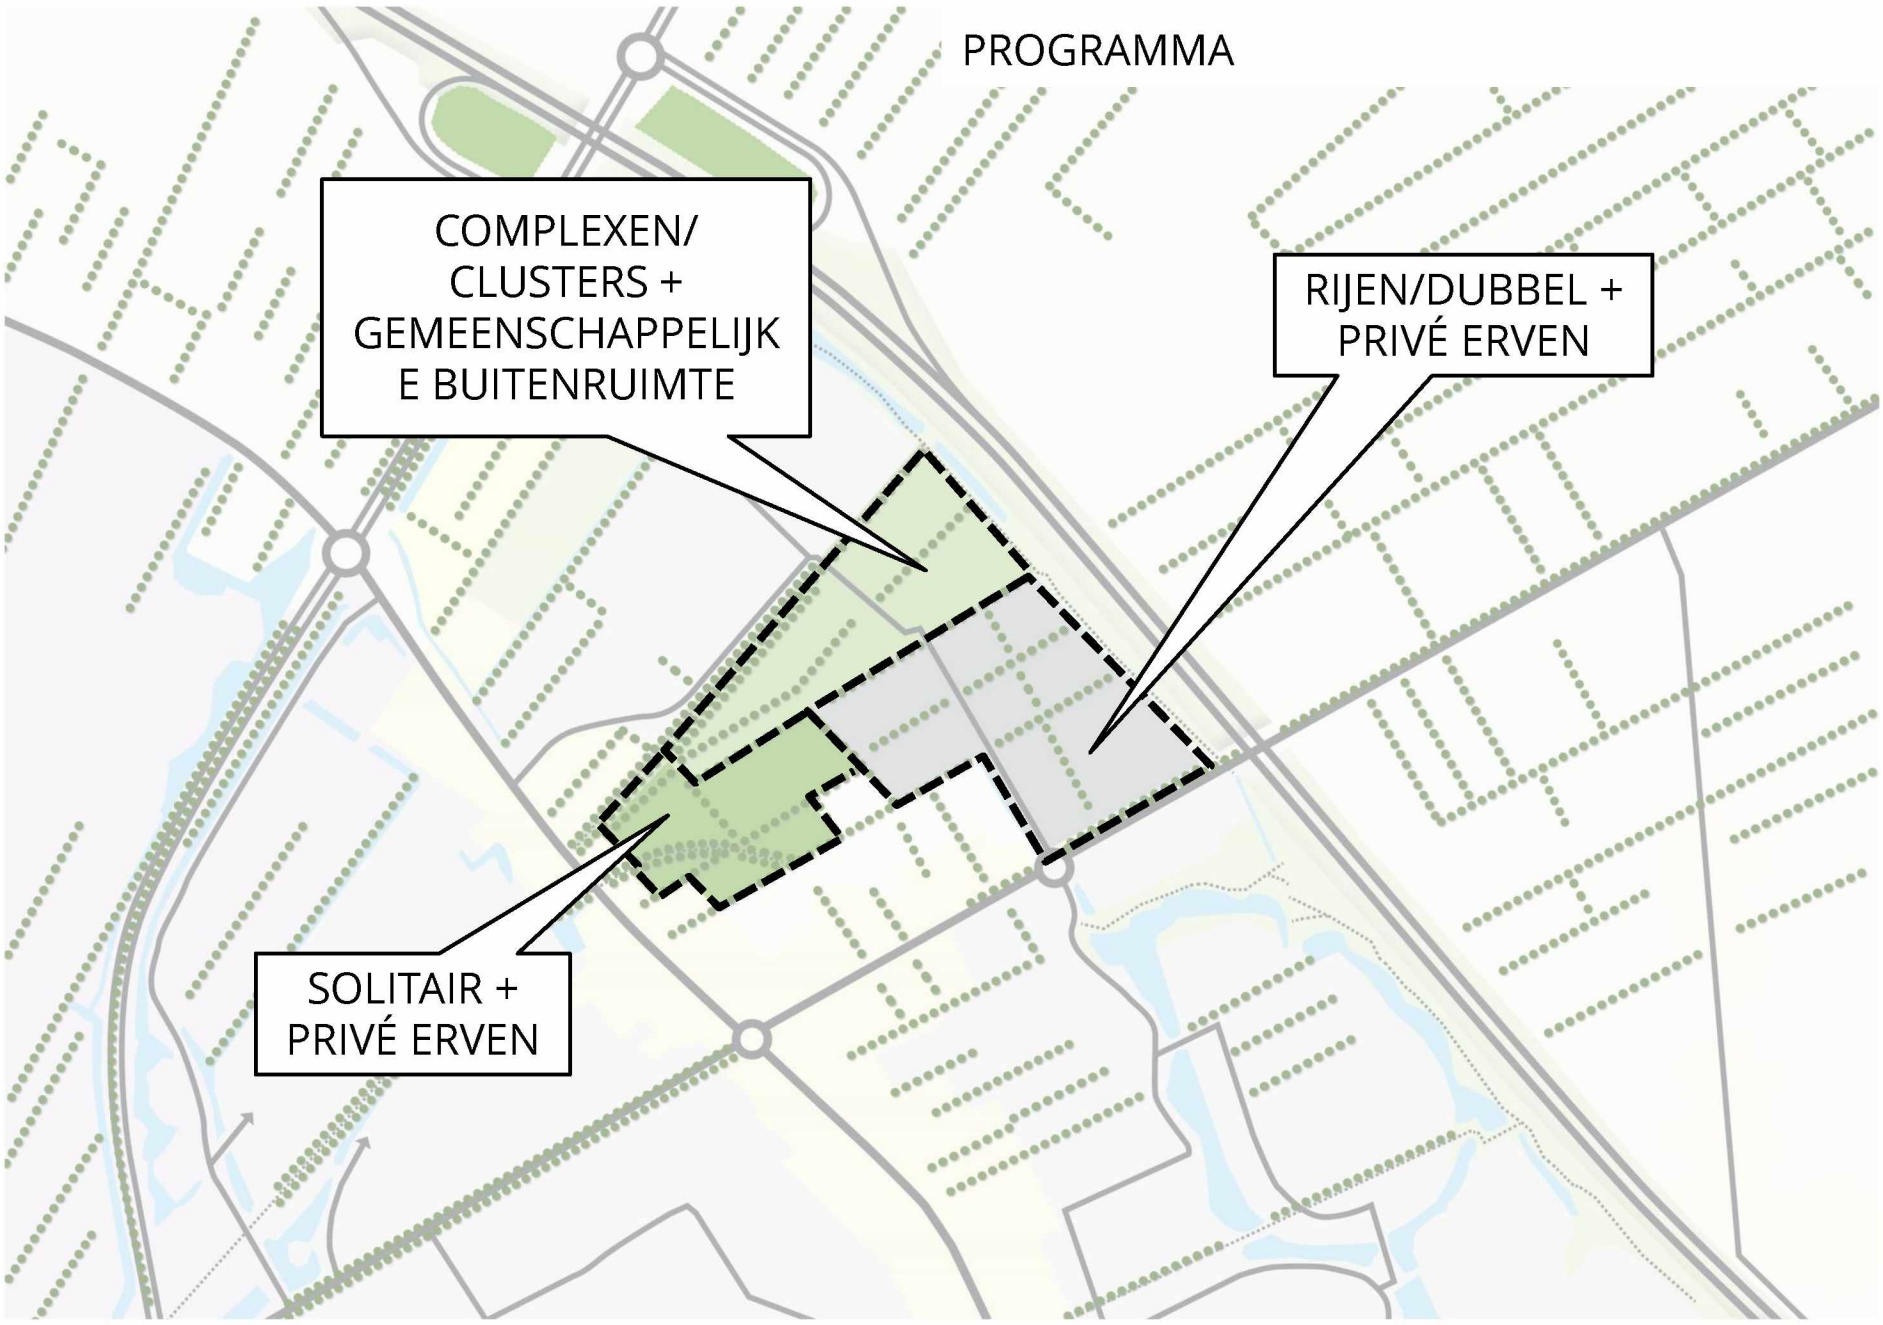 PROGRAMMA
COMPLEXEN/
CLUSTERS +
GEMEENSCHAPPELIJK
E BUITENRUIMTE
RIJEN/DUBBEL +
PRIVÉ ERVEN
SOLITAIR +
PRIVÉ ERVEN